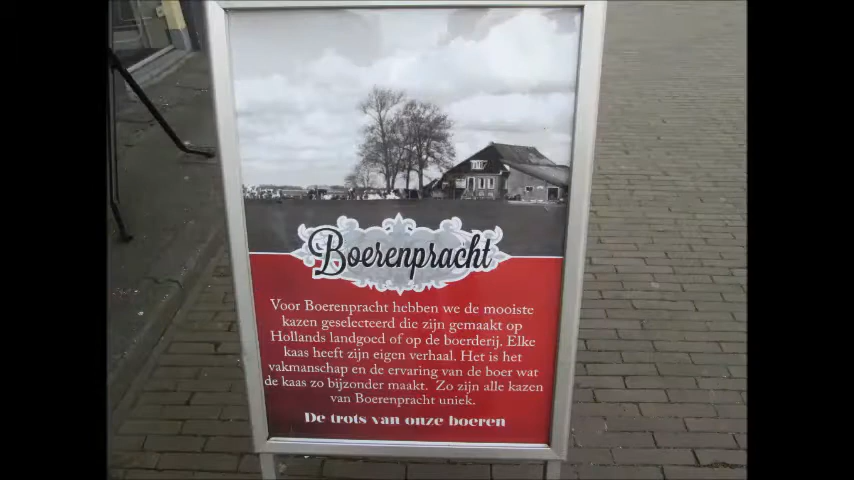 Boerenpracht
Voor Boerenpracht hebben we de mooiste
kazen geselecteerd die zijn gemaakt op
Hollands landgoed of op de boerderij. Elke
kaas heeft zijn eigen verhaal. Het is het
vakmanschap en de ervaring van de boer wat
de kaas zo bijzonder maakt. Zo zijn alle kazen
van Boerenpracht uniek.
De trots van onze boeren